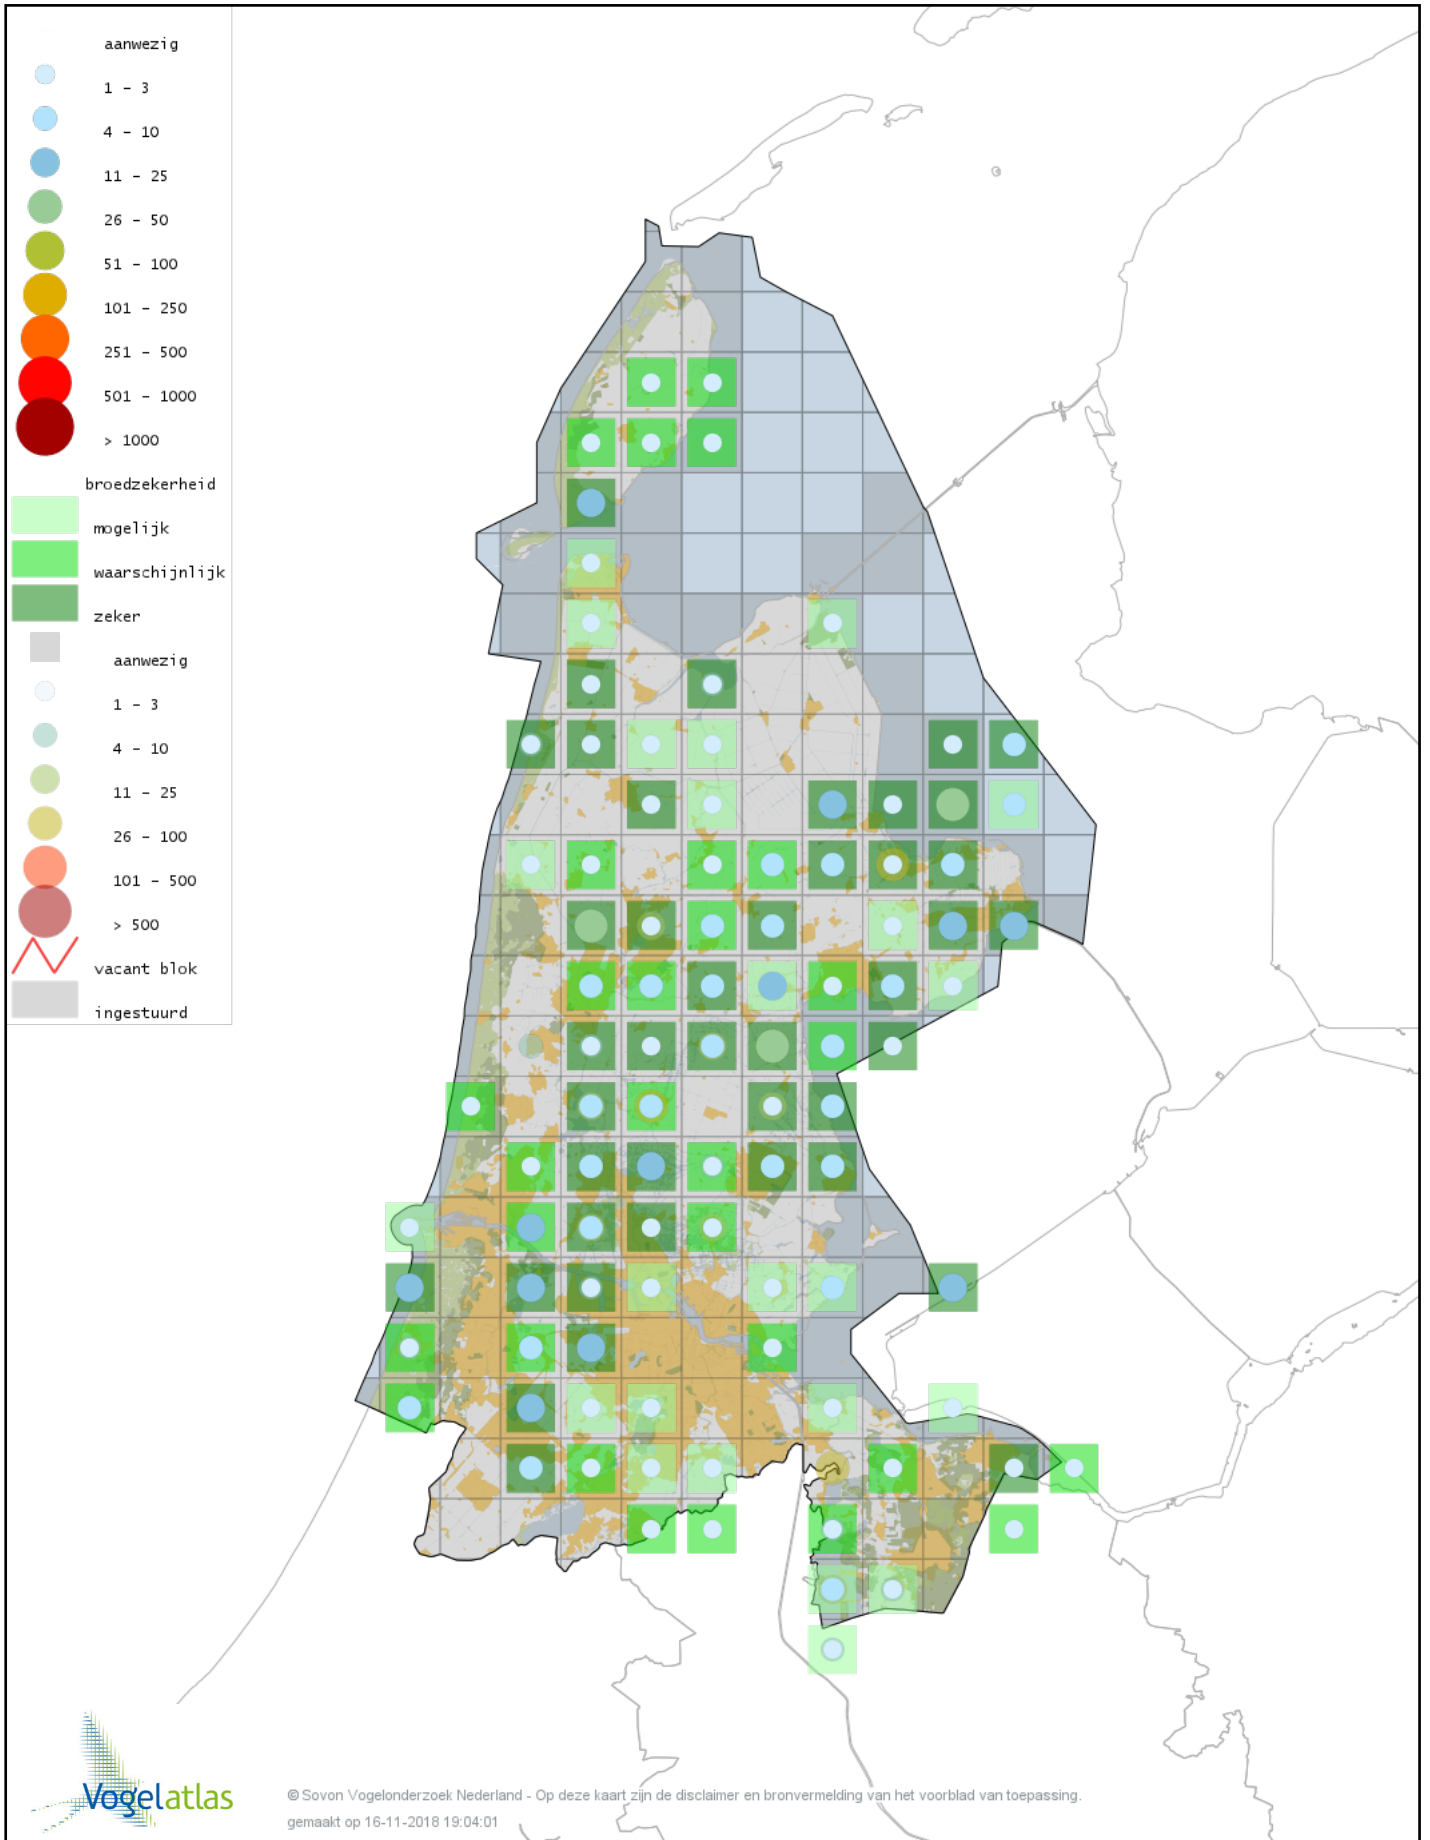 aanwezig
1 - 3
4 - 10
11 - 25
26 - 50
51 - 100
101 - 250
251 - 500
501 - 1000
> 1000
broedzekerheid
mogelijk
waarschijnlijk
zeker
aanwezig
1 - 3
4 - 10
11 - 25
26 - 100
101 - 500
> 500
vacant blok
ingestuurd
Vogelatlas
© Sovon Vogelonderzoek Nederland - Op deze kaart zijn de disclaimer en bronvermelding van het voorblad van toepassing.
gemaakt op 16-11-2018 19:04:01